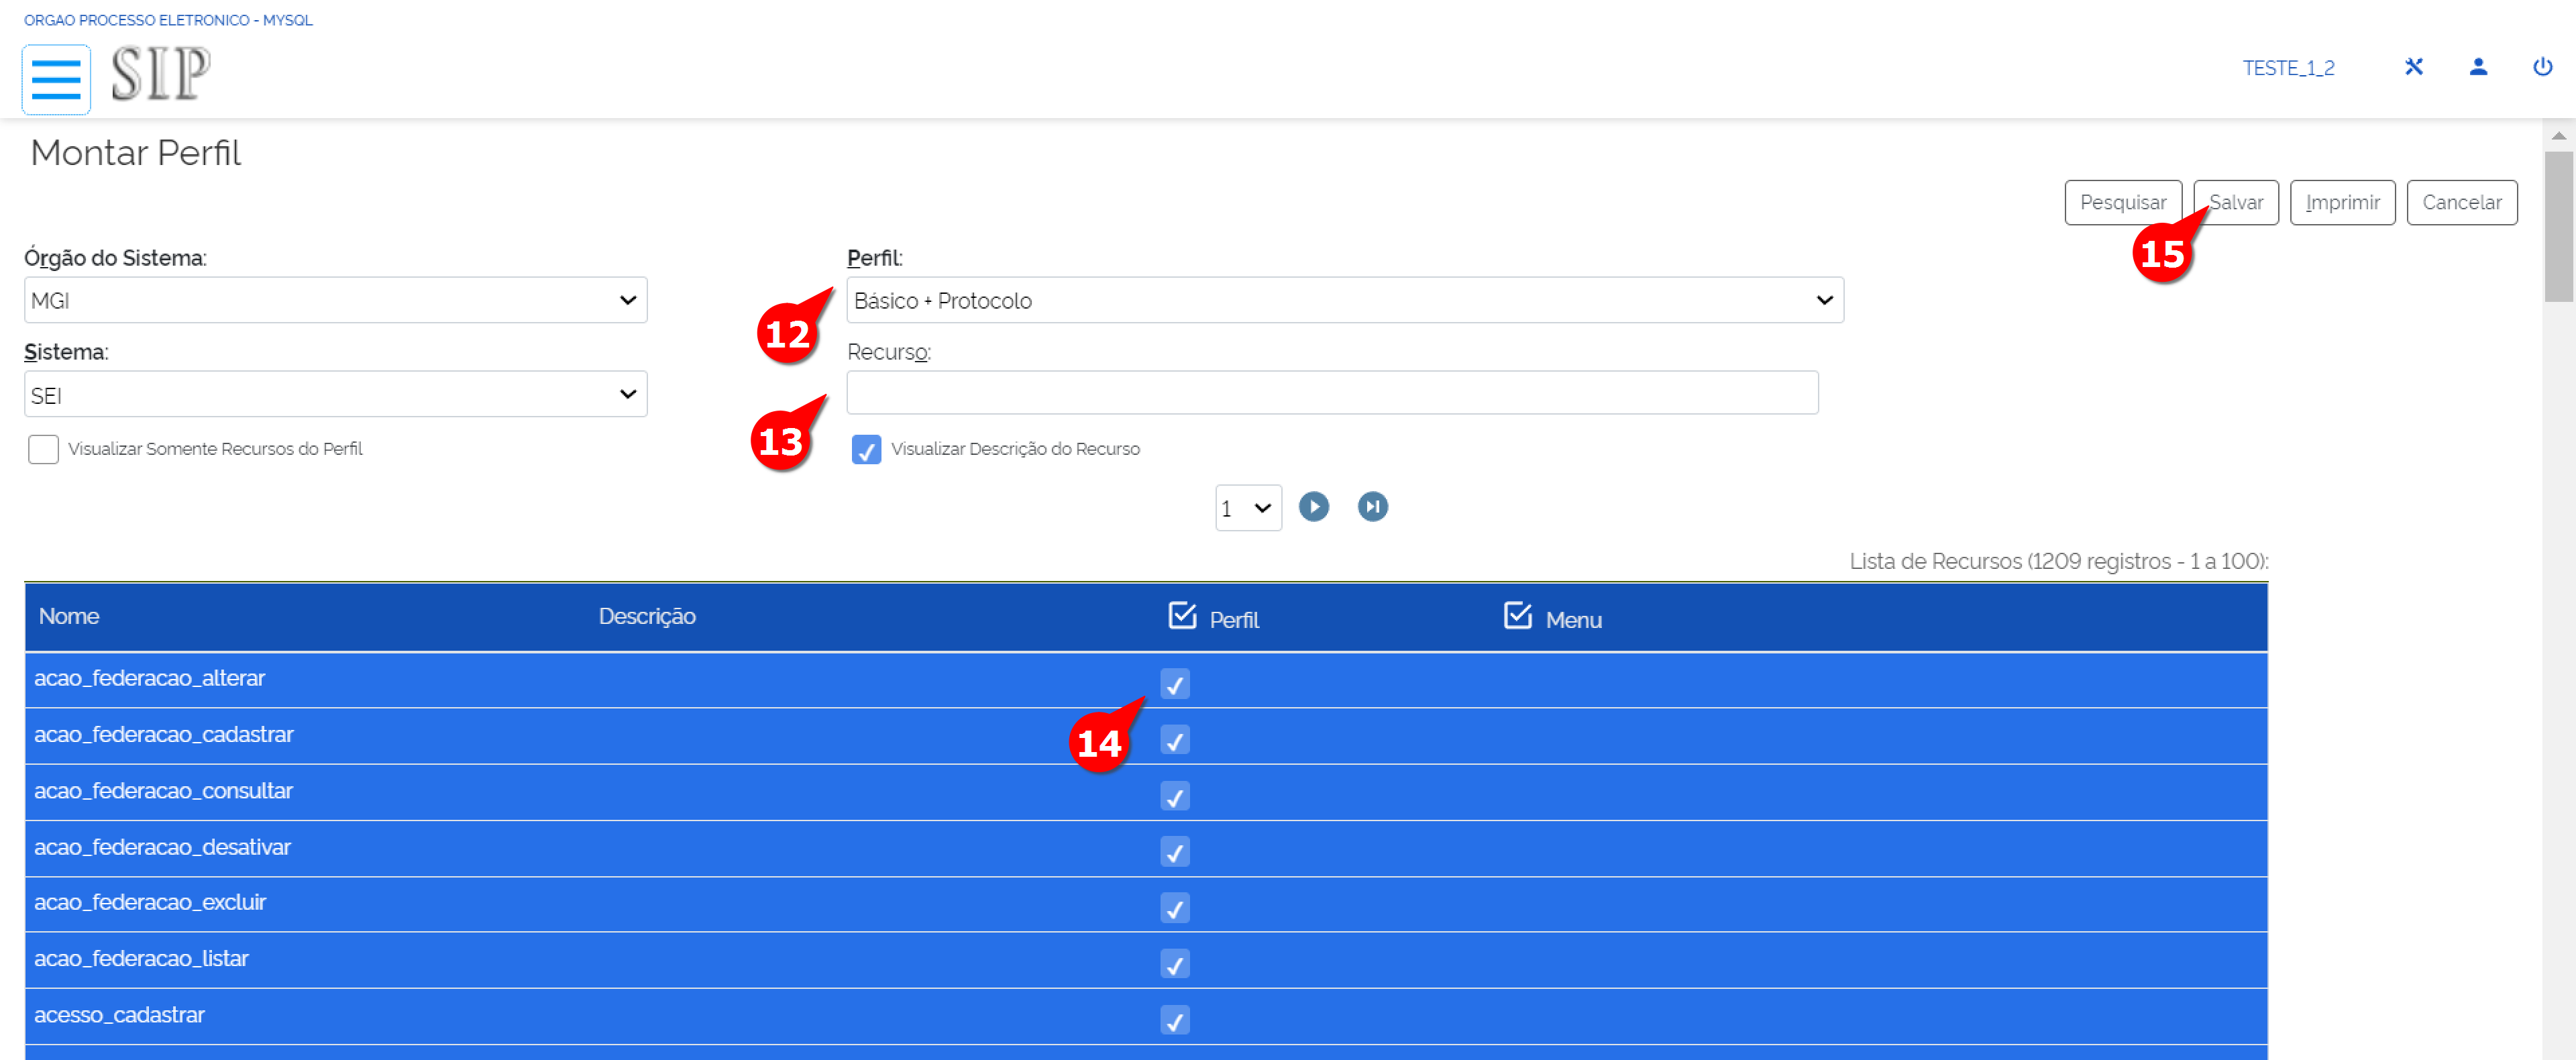 ORGAO PROCESSO ELETRONICO - MYSQL
SIP
TESTE_1_2
Montar Perfil
Pesquisar Salvar Imprimir Cancelar
15
Órgão do Sistema: Perfil:
MGI Básico + Protocolo
12
Sistema: Recurso:
SEI
13
Visualizar Somente Recursos do Perfil Visualizar Descrição do Recurso
1
Lista de Recursos (1209 registros - 1 a 100):
Nome Descrição Perfil Menu
acao_federacao_alterar
14
acao_federacao_cadastrar
acao_federacao_consultar
acao_federacao_desativar
acao_federacao_excluir
acao_federacao_listar
acesso_cadastrar